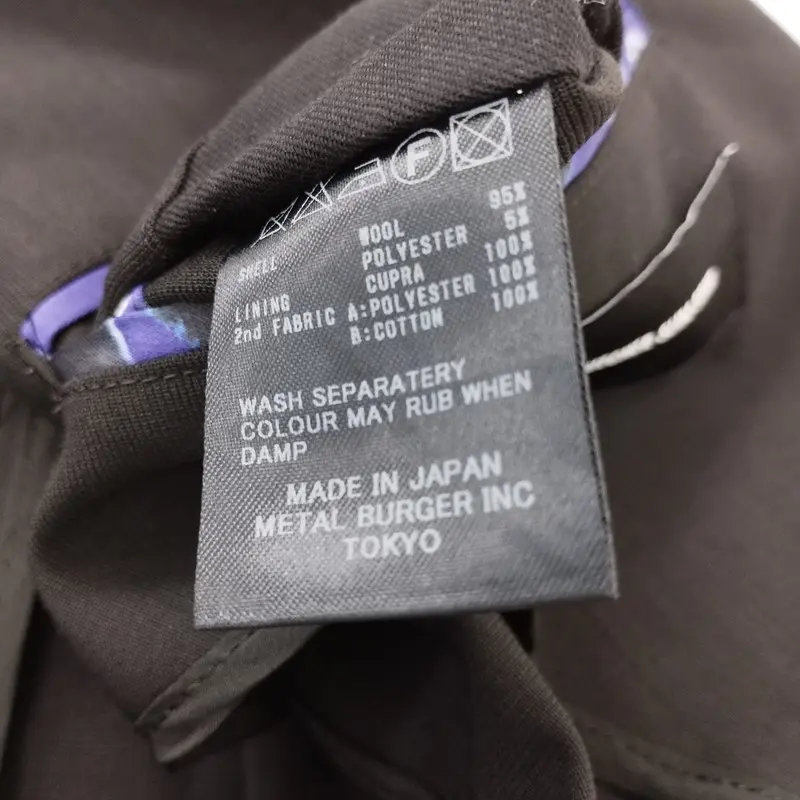 F
SHELL WOOL 95%
POLYESTER 5%
LINING CUPRA 100%
2nd FABRIC A:POLYESTER 100%
B:COTTON 100%
WASH SEPARATERY
COLOUR MAY RUB WHEN
DAMP
MADE IN JAPAN
METAL BURGER INC
TOKYO